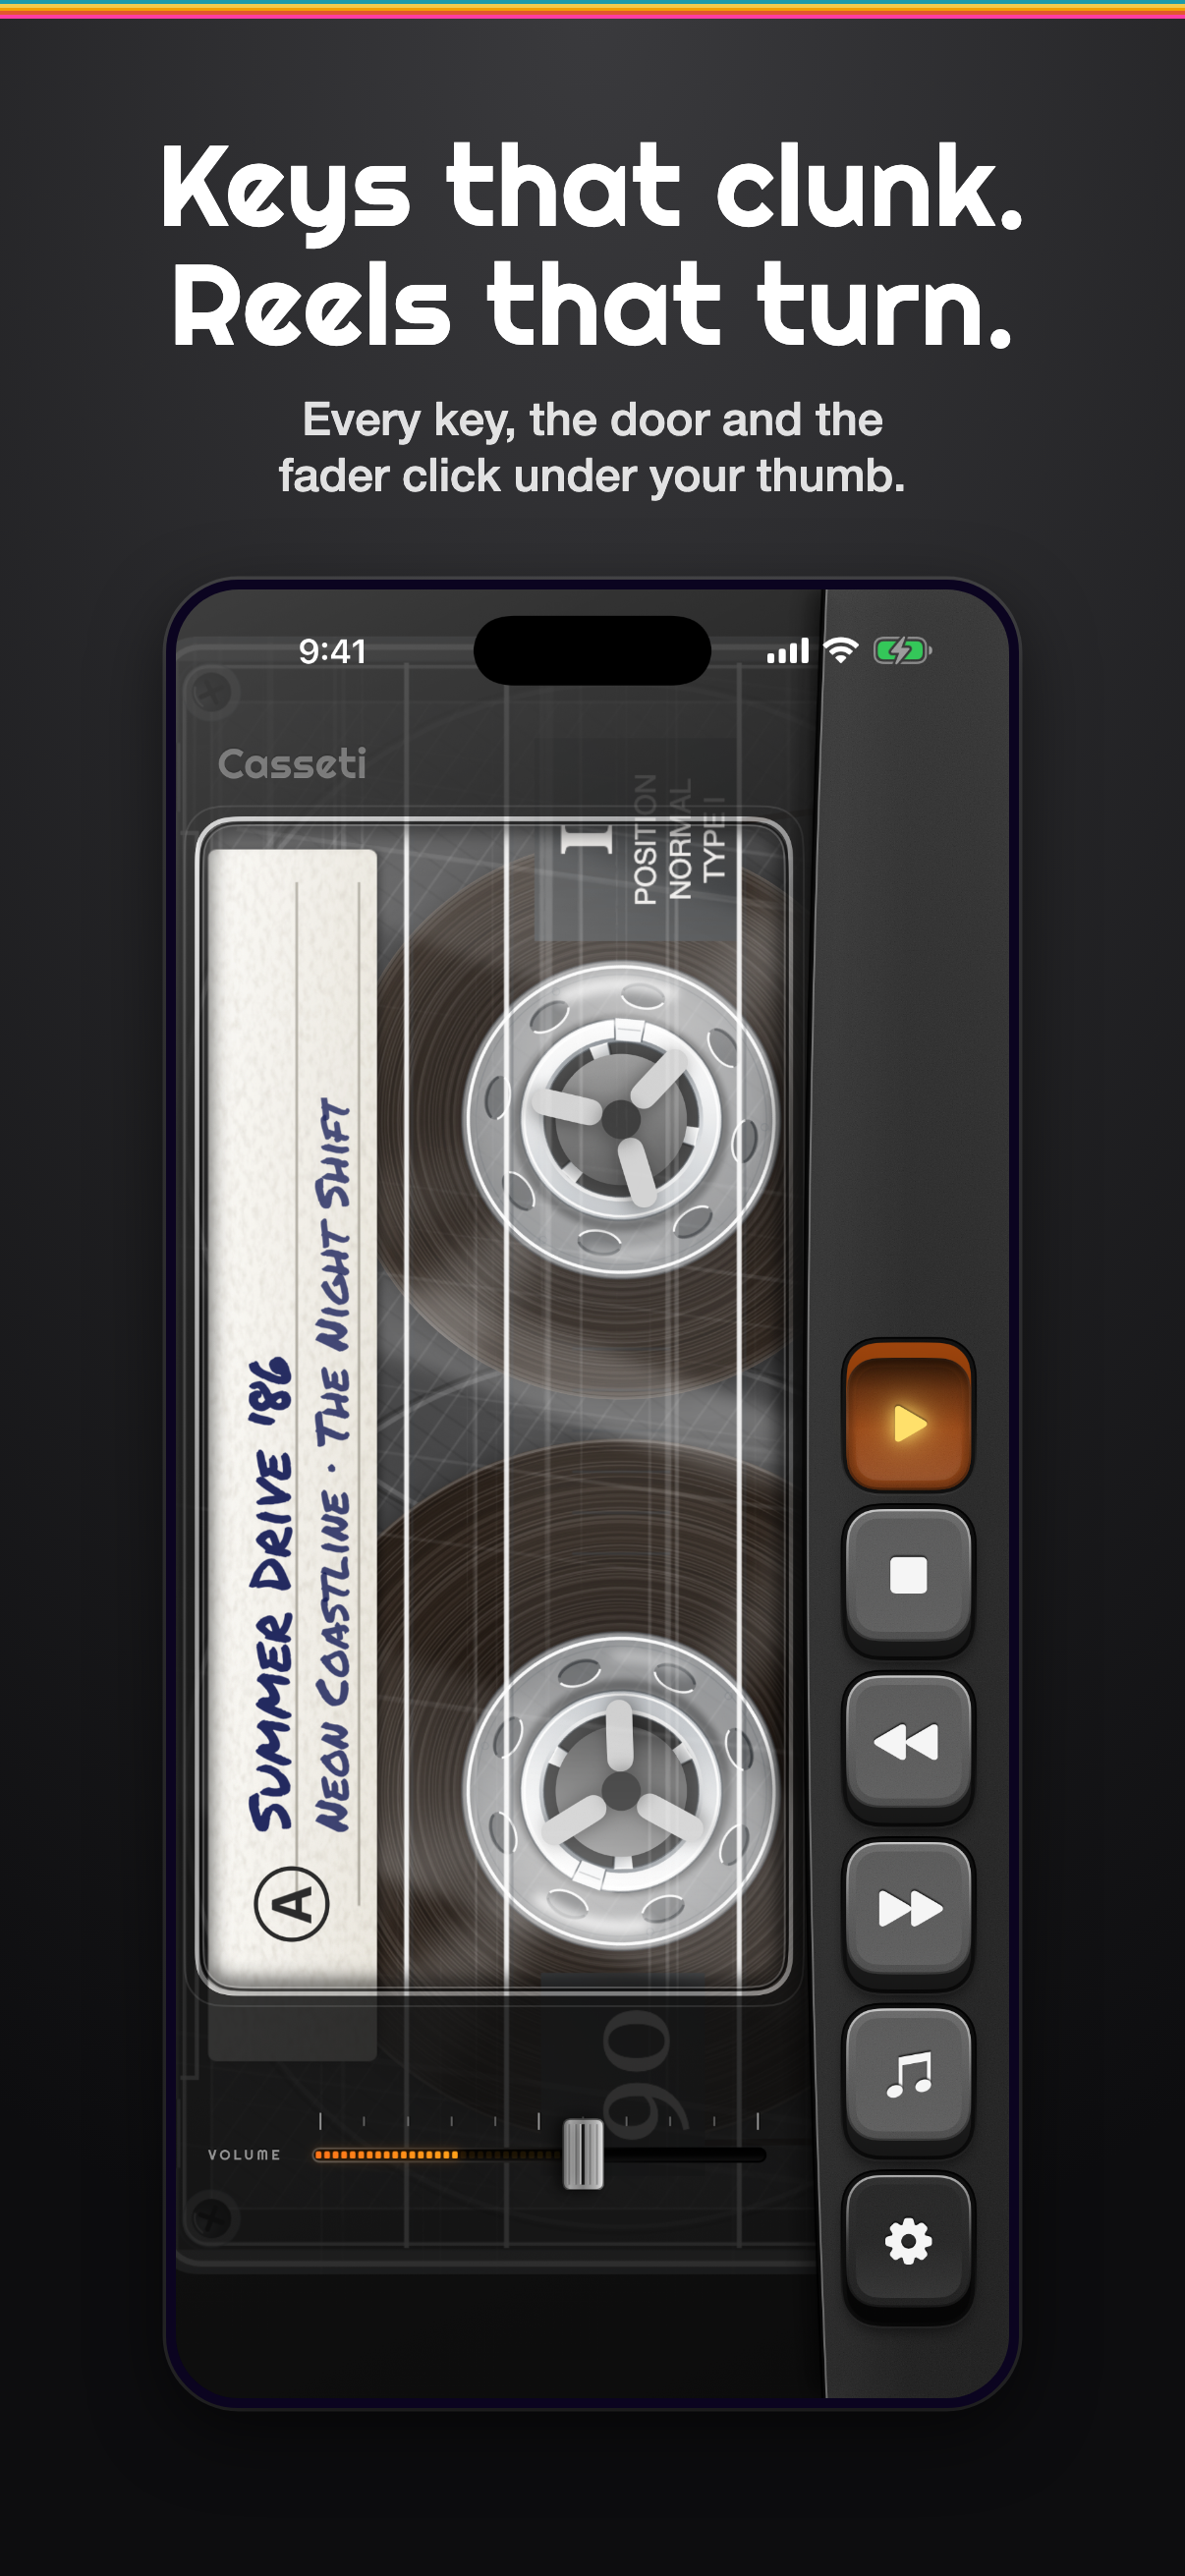 Keys that clunk.
Reels that turn.
Every key, the door and the
fader click under your thumb.
9:41
Casseti
I
POSITION
NORMAL
TYPE I
SUMMER DRIVE '86
NEON COASTLINE · THE NIGHT SHIFT
A
90
VOLUME